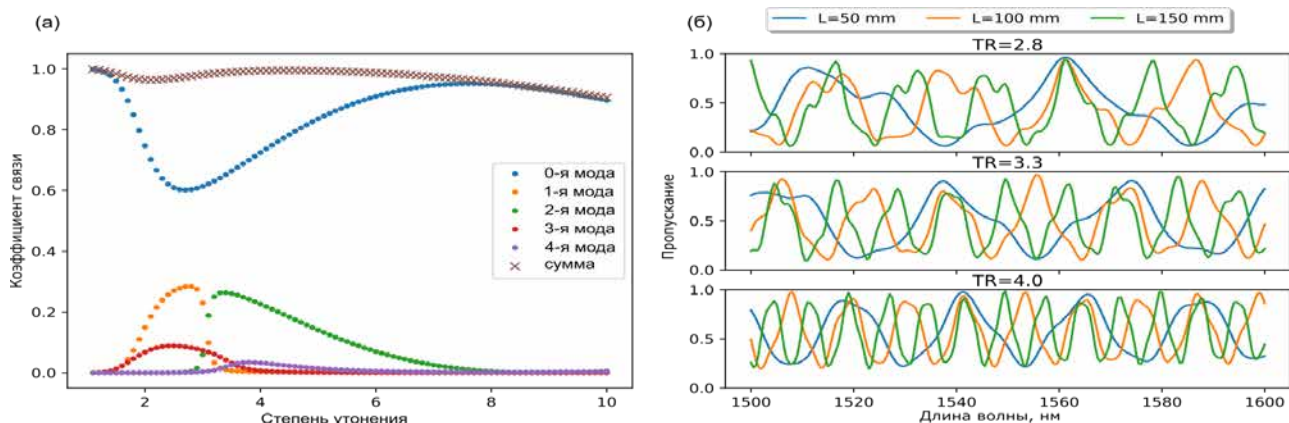 (а)
Коэффициент связи
1.0
0.8
0.6
0.4
0.2
0.0
0-я мода
1-я мода
2-я мода
3-я мода
4-я мода
сумма
2
4
6
8
10
Степень утонения
(б)
L=50 mm
L=100 mm
L=150 mm
Пропускание
TR=2.8
1.0
0.5
0.0
TR=3.3
1.0
0.5
0.0
TR=4.0
1.0
0.5
0.0
1500
1520
1540
1560
1580
1600
Длина волны, нм